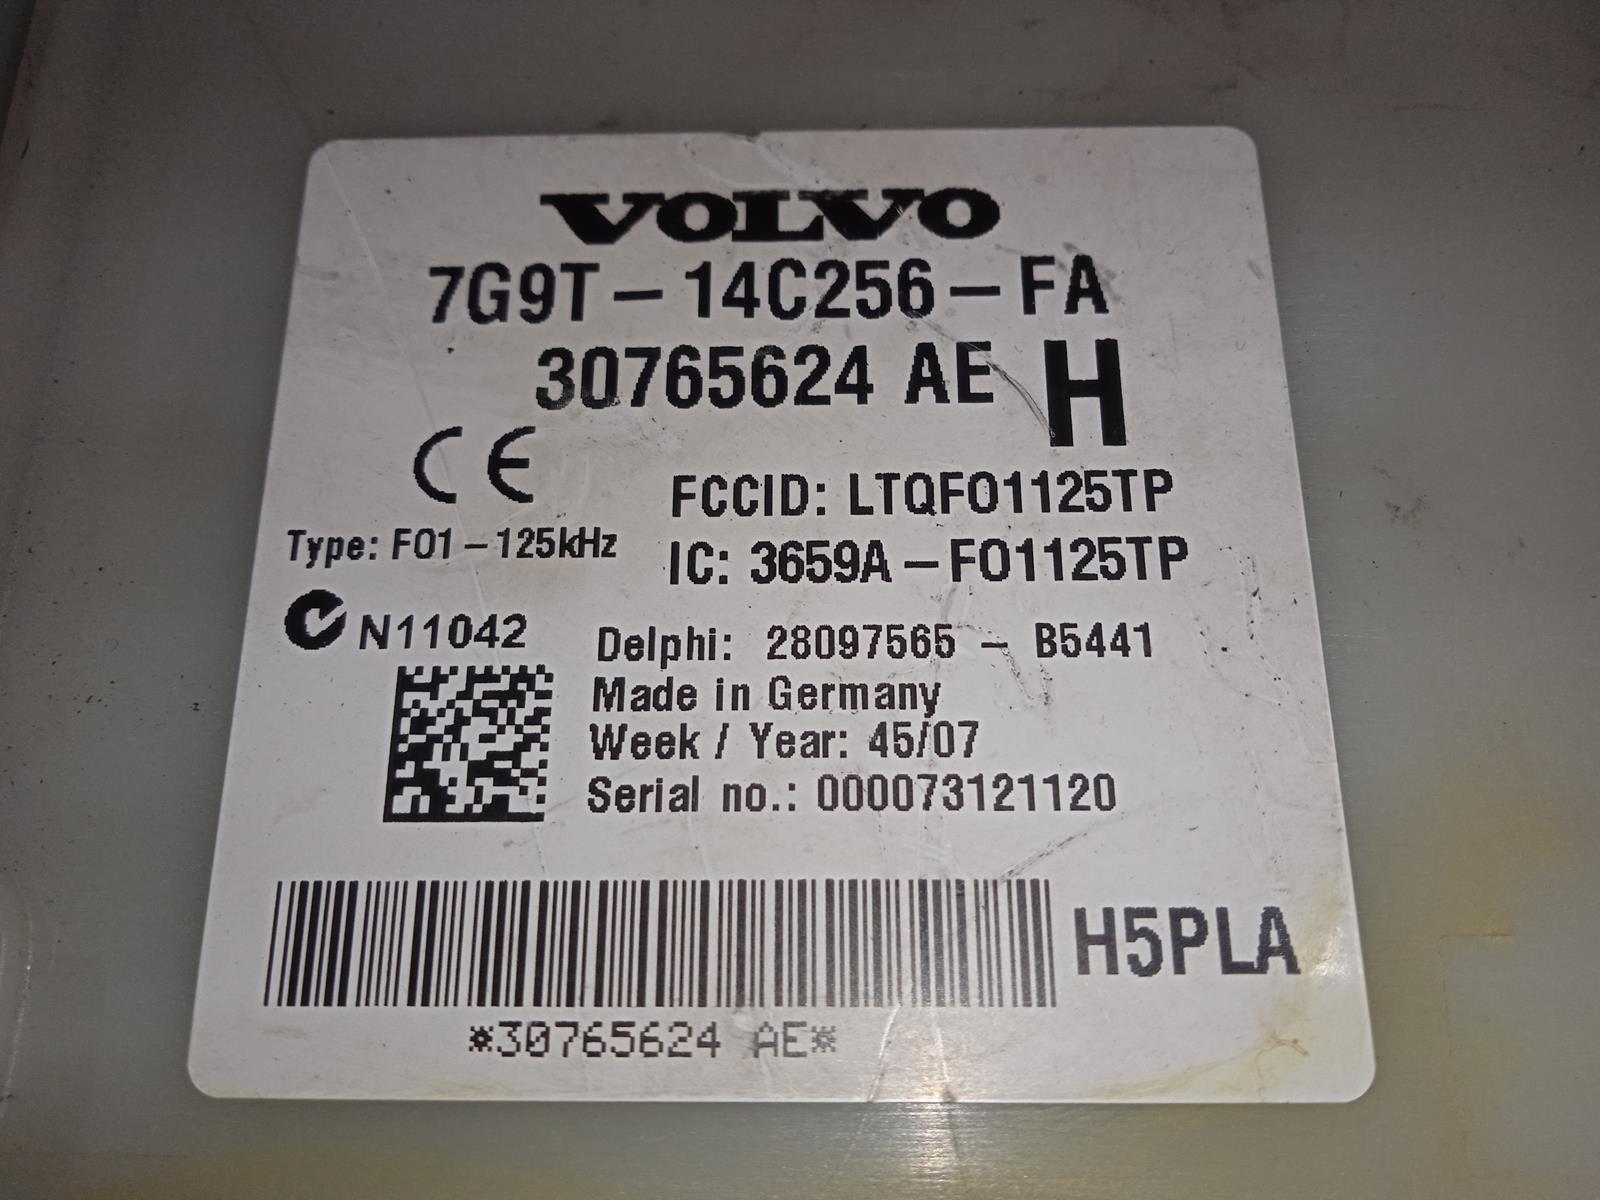 VOLVO
7G9T-14C256-FA
30765624 AE H
CE
FCCID: LTQFO1125TP
Type: FO1-125kHz
IC: 3659A-FO1125TP
N11042
Delphi: 28097565 - B5441
Made in Germany
Week / Year: 45/07
Serial no.: 000073121120
H5PLA
*30765624 AE*